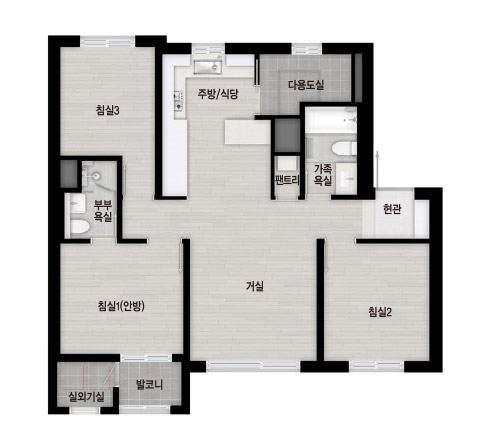 주방/식당
다용도실
침실3
팬트리
가족
욕실
부부
욕실
현관
거실
침실1(안방)
침실2
실외기실
발코니